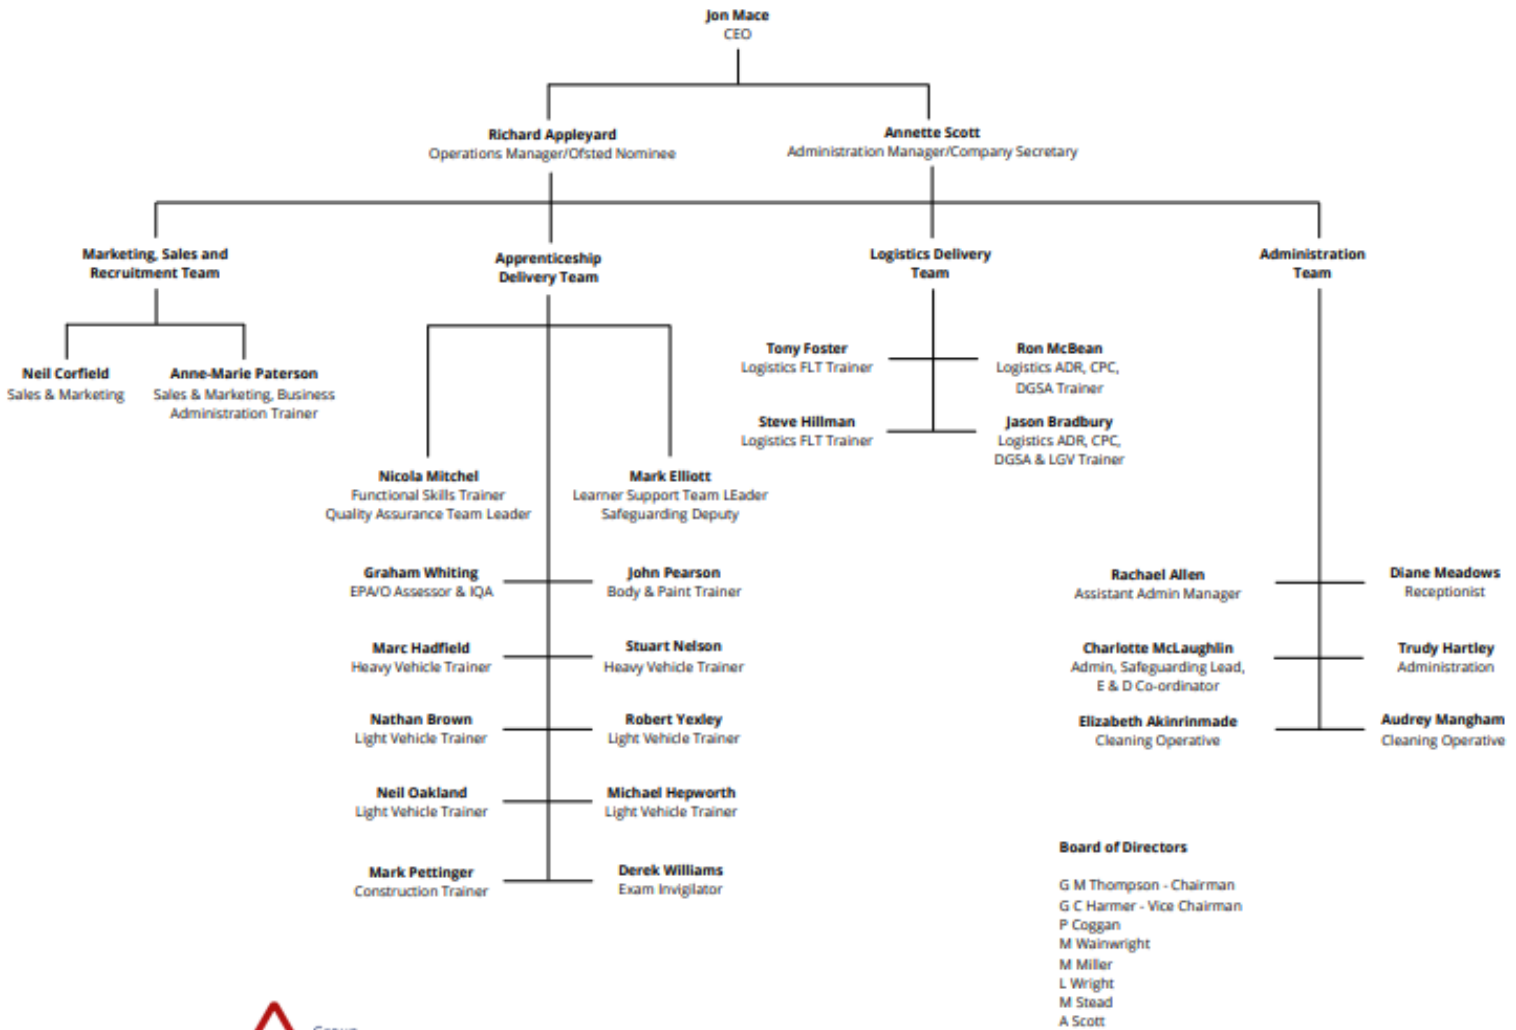 Jon Mace
CEO
Richard Appleyard
Operations Manager/Ofsted Nominee
Annette Scott
Administration Manager/Company Secretary
Marketing, Sales and
Recruitment Team
Apprenticeship
Delivery Team
Logistics Delivery
Team
Administration
Team
Neil Corfield
Sales & Marketing
Anne-Marie Paterson
Sales & Marketing, Business
Administration Trainer
Tony Foster
Logistics FLT Trainer
Ron McBean
Logistics ADR, CPC,
DGSA Trainer
Steve Hillman
Logistics FLT Trainer
Jason Bradbury
Logistics ADR, CPC,
DGSA & LGV Trainer
Nicola Mitchel
Functional Skills Trainer
Quality Assurance Team Leader
Mark Elliott
Learner Support Team LEader
Safeguarding Deputy
Graham Whiting
EPA/O Assessor & IQA
John Pearson
Body & Paint Trainer
Marc Hadfield
Heavy Vehicle Trainer
Stuart Nelson
Heavy Vehicle Trainer
Nathan Brown
Light Vehicle Trainer
Robert Yexley
Light Vehicle Trainer
Neil Oakland
Light Vehicle Trainer
Michael Hepworth
Light Vehicle Trainer
Mark Pettinger
Construction Trainer
Derek Williams
Exam Invigilator
Rachael Allen
Assistant Admin Manager
Diane Meadows
Receptionist
Charlotte McLaughlin
Admin, Safeguarding Lead,
E & D Co-ordinator
Trudy Hartley
Administration
Elizabeth Akinrinmade
Cleaning Operative
Audrey Mangham
Cleaning Operative
Board of Directors
G M Thompson - Chairman
G C Harmer - Vice Chairman
P Coggan
M Wainwright
M Miller
L Wright
M Stead
A Scott